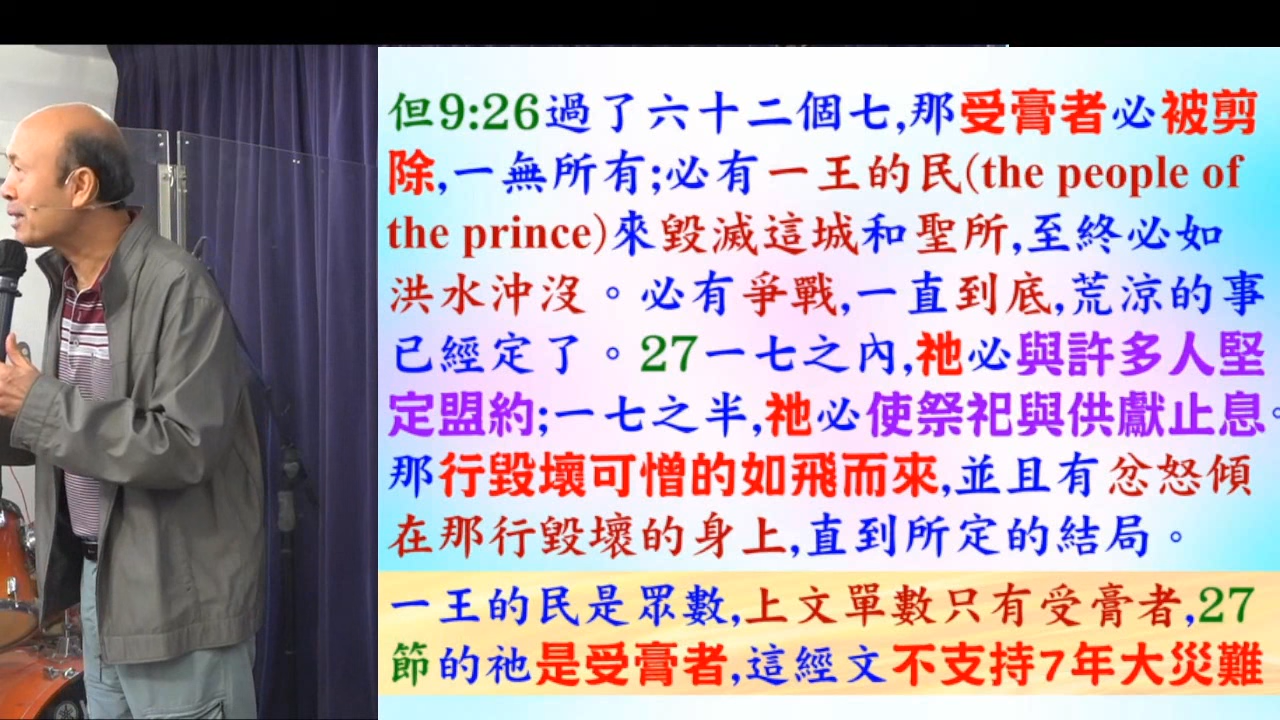 但9:26過了六十二個七,那受膏者必被剪
除,一無所有;必有一王的民(the people of
the prince)來毀滅這城和聖所,至終必如
洪水沖沒。必有爭戰,一直到底,荒涼的事
已經定了。27一七之內,祂必與許多人堅
定盟約;一七之半,祂必使祭祀與供獻止息。
那行毀壞可憎的如飛而來,並且有忿怒傾
在那行毀壞的身上,直到所定的結局。
一王的民是眾數,上文單數只有受膏者,27
節的祂是受膏者,這經文不支持7年大災難